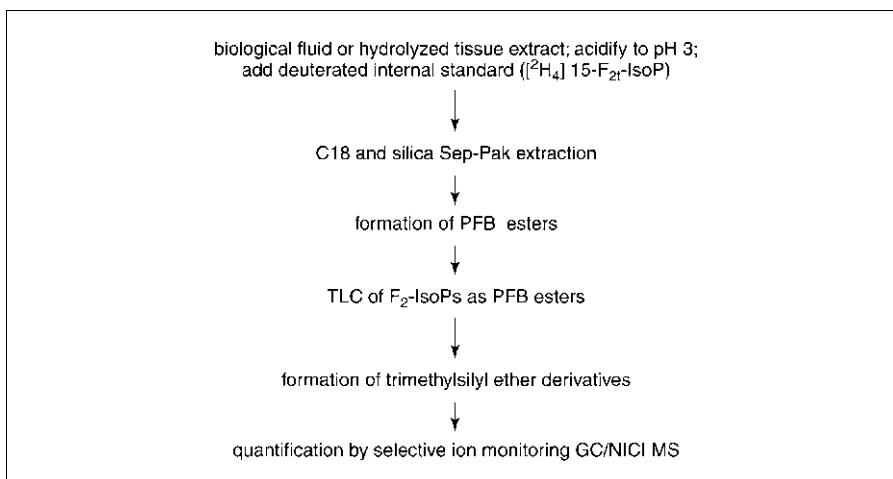 biological fluid or hydrolyzed tissue extract; acidify to pH 3;
add deuterated internal standard ([²H₄] 15-F₂ₜ-IsoP)
C18 and silica Sep-Pak extraction
formation of PFB esters
TLC of F₂-IsoPs as PFB esters
formation of trimethylsilyl ether derivatives
quantification by selective ion monitoring GC/NICI MS